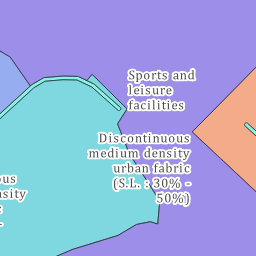 Sports and
leisure
facilities
Discontinuous
medium density
urban fabric
(S.L. : 30% -
50%)